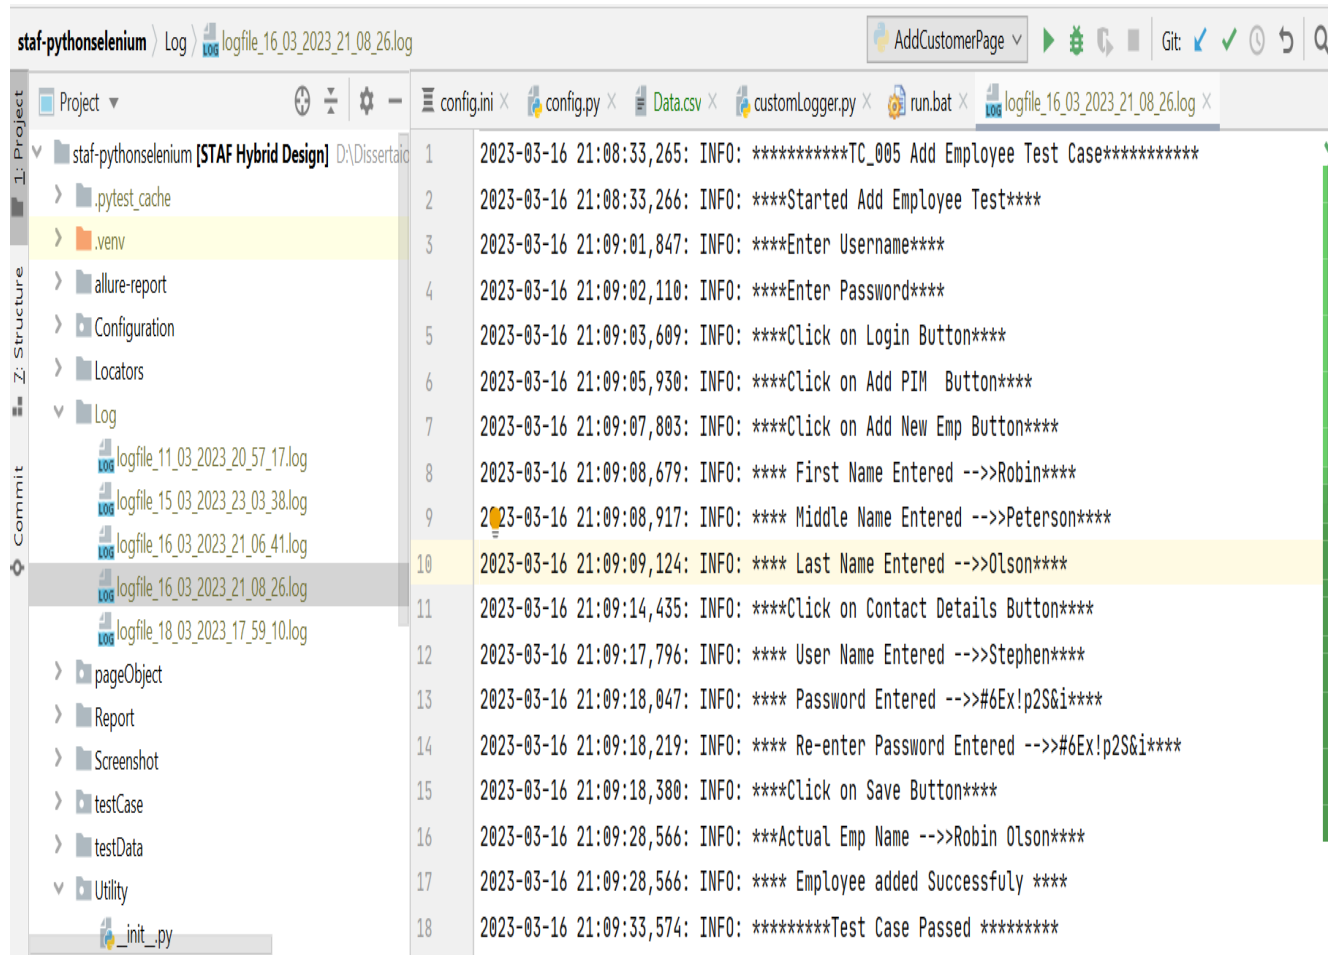 staf-pythonselenium Log logfile_16_03_2023_21_08_26.log AddCustomerPage Git:
1: Project
Z: Structure
Commit
Project
staf-pythonselenium [STAF Hybrid Design] D:\Dissertaio
.pytest_cache
.venv
allure-report
Configuration
Locators
Log
LOG logfile_11_03_2023_20_57_17.log
LOG logfile_15_03_2023_23_03_38.log
LOG logfile_16_03_2023_21_06_41.log
LOG logfile_16_03_2023_21_08_26.log
LOG logfile_18_03_2023_17_59_10.log
pageObject
Report
Screenshot
testCase
testData
Utility
_init_.py
config.ini config.py Data.csv customLogger.py run.bat logfile_16_03_2023_21_08_26.log
1 2023-03-16 21:08:33,265: INFO: ***********TC_005 Add Employee Test Case***********
2 2023-03-16 21:08:33,266: INFO: ****Started Add Employee Test****
3 2023-03-16 21:09:01,847: INFO: ****Enter Username****
4 2023-03-16 21:09:02,110: INFO: ****Enter Password****
5 2023-03-16 21:09:03,609: INFO: ****Click on Login Button****
6 2023-03-16 21:09:05,930: INFO: ****Click on Add PIM  Button****
7 2023-03-16 21:09:07,803: INFO: ****Click on Add New Emp Button****
8 2023-03-16 21:09:08,679: INFO: **** First Name Entered -->>Robin****
9 2023-03-16 21:09:08,917: INFO: **** Middle Name Entered -->>Peterson****
10 2023-03-16 21:09:09,124: INFO: **** Last Name Entered -->>Olson****
11 2023-03-16 21:09:14,435: INFO: ****Click on Contact Details Button****
12 2023-03-16 21:09:17,796: INFO: **** User Name Entered -->>Stephen****
13 2023-03-16 21:09:18,047: INFO: **** Password Entered -->>#6Ex!p2S&i****
14 2023-03-16 21:09:18,219: INFO: **** Re-enter Password Entered -->>#6Ex!p2S&i****
15 2023-03-16 21:09:18,380: INFO: ****Click on Save Button****
16 2023-03-16 21:09:28,566: INFO: ***Actual Emp Name -->>Robin Olson****
17 2023-03-16 21:09:28,566: INFO: **** Employee added Successfuly ****
18 2023-03-16 21:09:33,574: INFO: *********Test Case Passed *********